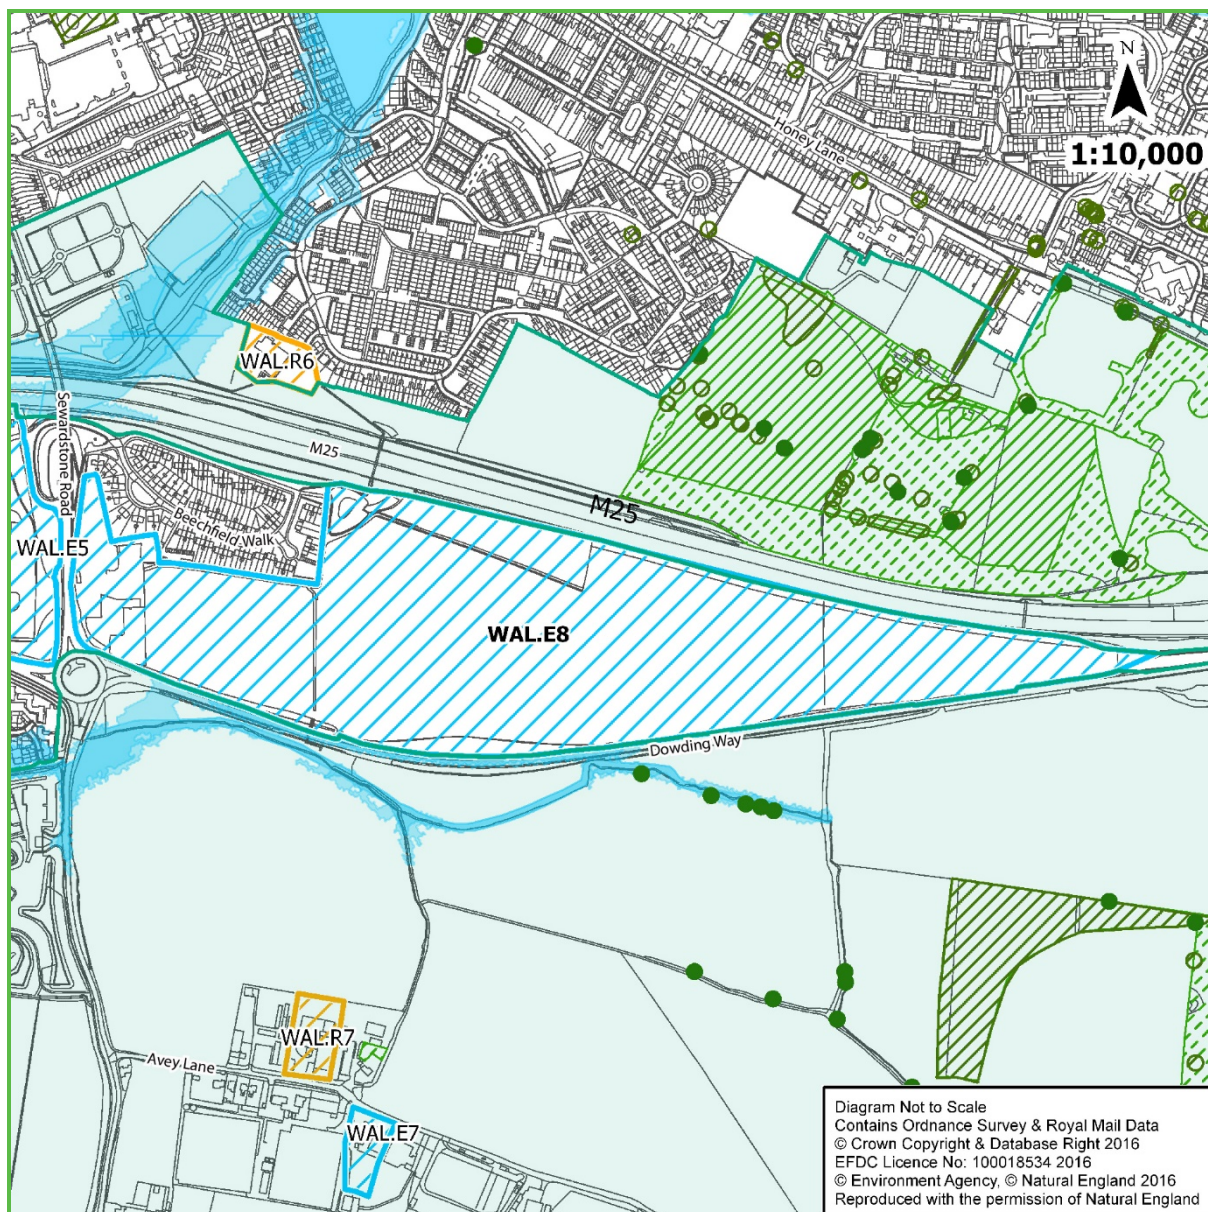 N
1:10,000
Honey Lane
WAL.R6
Sewardstone Road
M25
M25
Beechfield Walk
WAL.E5
WAL.E8
Dowding Way
WAL.R7
Avey Lane
WAL.E7
Diagram Not to Scale
Contains Ordnance Survey & Royal Mail Data
© Crown Copyright & Database Right 2016
EFDC Licence No: 100018534 2016
© Environment Agency, © Natural England 2016
Reproduced with the permission of Natural England